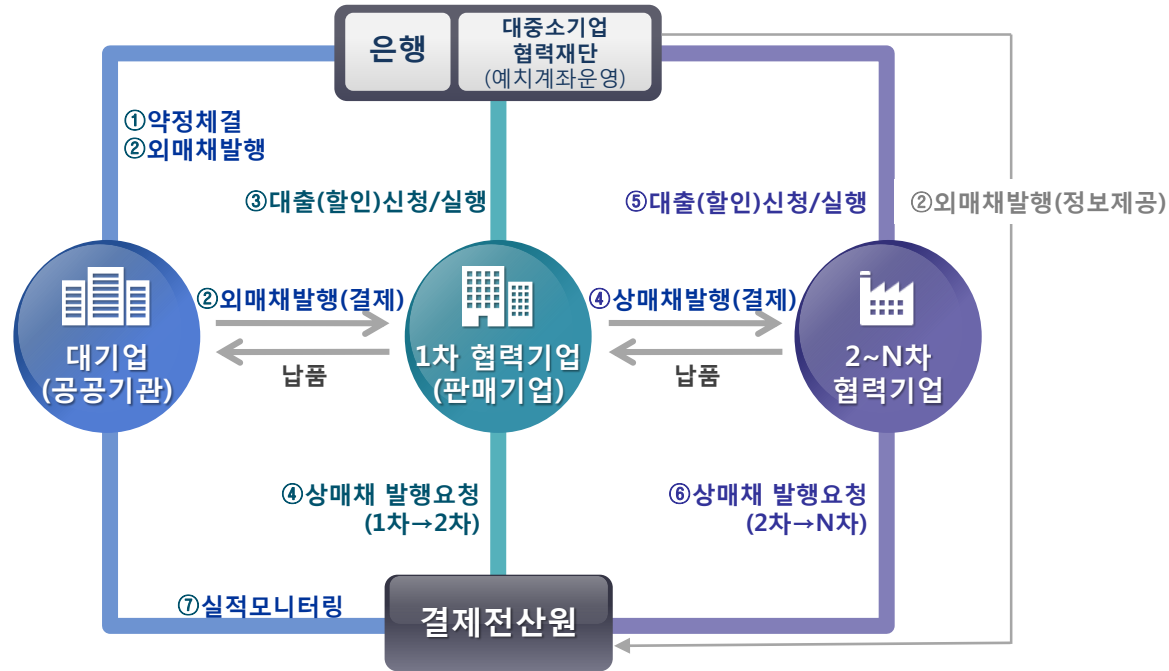 은행
대중소기업
협력재단
(예치계좌운영)
①약정체결
②외매채발행
③대출(할인)신청/실행
⑤대출(할인)신청/실행
②외매채발행(정보제공)
②외매채발행(결제)
④상매채발행(결제)
대기업
(공공기관)
납품
1차 협력기업
(판매기업)
납품
2~N차
협력기업
④상매채 발행요청
(1차→2차)
⑥상매채 발행요청
(2차→N차)
⑦실적모니터링
결제전산원